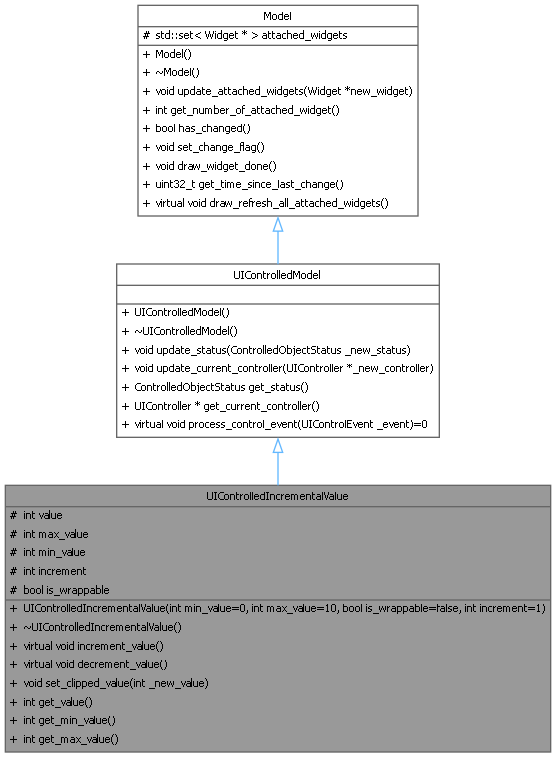 Model
# std::set< Widget * > attached_widgets
+ Model()
+ ~Model()
+ void update_attached_widgets(Widget *new_widget)
+ int get_number_of_attached_widget()
+ bool has_changed()
+ void set_change_flag()
+ void draw_widget_done()
+ uint32_t get_time_since_last_change()
+ virtual void draw_refresh_all_attached_widgets()
UIControlledModel
+ UIControlledModel()
+ ~UIControlledModel()
+ void update_status(ControlledObjectStatus _new_status)
+ void update_current_controller(UIController *_new_controller)
+ ControlledObjectStatus get_status()
+ UIController * get_current_controller()
+ virtual void process_control_event(UIControlEvent _event)=0
UIControlledIncrementalValue
# int value
# int max_value
# int min_value
# int increment
# bool is_wrappable
+ UIControlledIncrementalValue(int min_value=0, int max_value=10, bool is_wrappable=false, int increment=1)
+ ~UIControlledIncrementalValue()
+ virtual void increment_value()
+ virtual void decrement_value()
+ void set_clipped_value(int _new_value)
+ int get_value()
+ int get_min_value()
+ int get_max_value()